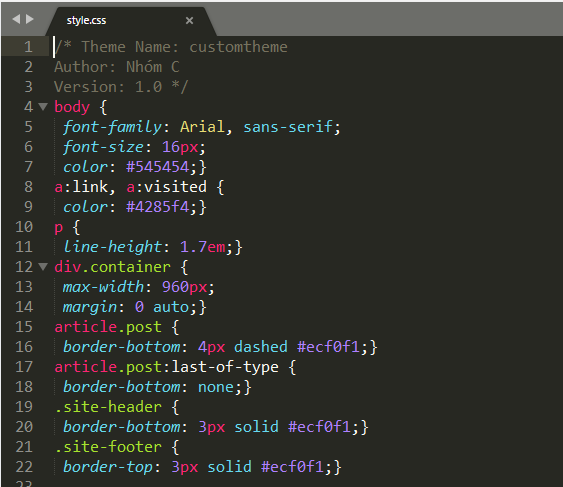 style.css ×
1 /* Theme Name: customtheme
2 Author: Nhóm C
3 Version: 1.0 */
4 body {
5 font-family: Arial, sans-serif;
6 font-size: 16px;
7 color: #545454;}
8 a:link, a:visited {
9 color: #4285f4;}
10 p {
11 line-height: 1.7em;}
12 div.container {
13 max-width: 960px;
14 margin: 0 auto;}
15 article.post {
16 border-bottom: 4px dashed #ecf0f1;}
17 article.post:last-of-type {
18 border-bottom: none;}
19 .site-header {
20 border-bottom: 3px solid #ecf0f1;}
21 .site-footer {
22 border-top: 3px solid #ecf0f1;}
23